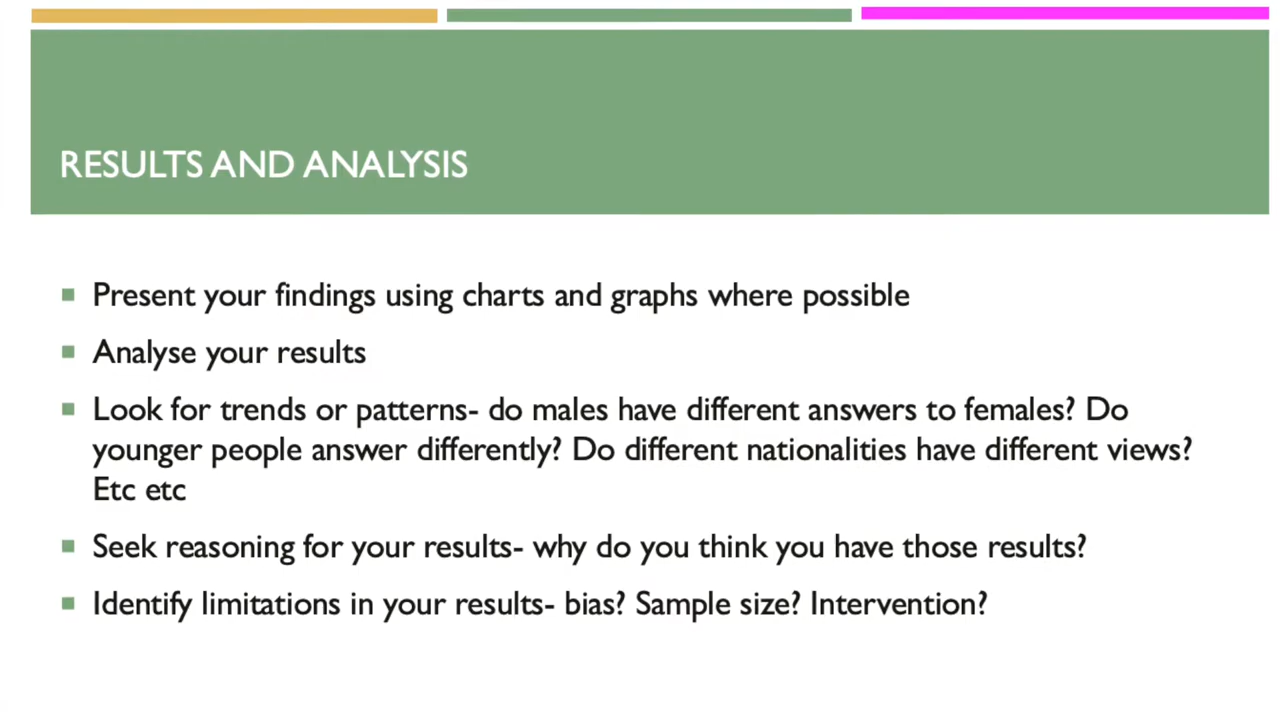 RESULTS AND ANALYSIS
Present your findings using charts and graphs where possible
Analyse your results
Look for trends or patterns- do males have different answers to females? Do
younger people answer differently? Do different nationalities have different views?
Etc etc
Seek reasoning for your results- why do you think you have those results?
Identify limitations in your results- bias? Sample size? Intervention?